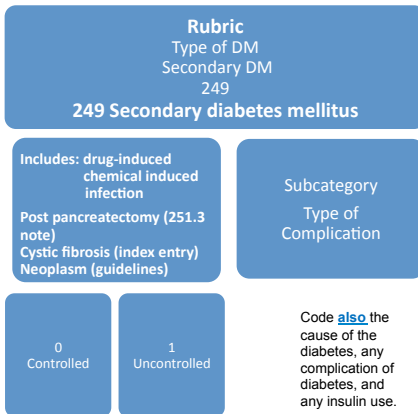 Rubric
Type of DM
Secondary DM
249
249 Secondary diabetes mellitus
Includes: drug-induced
chemical induced
infection
Post pancreatectomy (251.3
note)
Cystic fibrosis (index entry)
Neoplasm (guidelines)
Subcategory
Type of
Complication
0
Controlled
1
Uncontrolled
Code also the
cause of the
diabetes, any
complication of
diabetes, and
any insulin use.